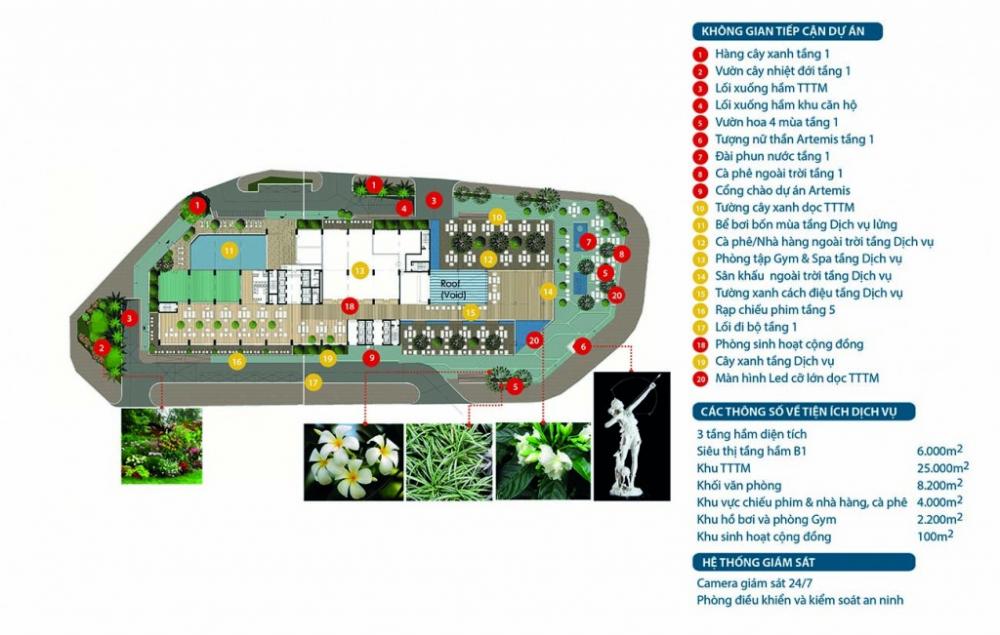 KHÔNG GIAN TIẾP CẬN DỰ ÁN
1 Hàng cây xanh tầng 1
2 Vườn cây nhiệt đới tầng 1
3 Lối xuống hầm TTTM
4 Lối xuống hầm khu căn hộ
5 Vườn hoa 4 mùa tầng 1
6 Tượng nữ thần Artemis tầng 1
7 Đài phun nước tầng 1
8 Cà phê ngoài trời tầng 1
9 Cổng chào dự án Artemis
10 Tường cây xanh dọc TTTM
11 Bể bơi bốn mùa tầng Dịch vụ lửng
12 Cà phê/Nhà hàng ngoài trời tầng Dịch vụ
13 Phòng tập Gym & Spa tầng Dịch vụ
14 Sân khấu ngoài trời tầng Dịch vụ
15 Tường xanh cách điệu tầng Dịch vụ
16 Rạp chiếu phim tầng 5
17 Lối đi bộ tầng 1
18 Phòng sinh hoạt cộng đồng
19 Cây xanh tầng Dịch vụ
20 Màn hình Led cỡ lớn dọc TTTM
CÁC THÔNG SỐ VỀ TIỆN ÍCH DỊCH VỤ
3 tầng hầm diện tích
Siêu thị tầng hầm B1 6.000m2
Khu TTTM 25.000m2
Khối văn phòng 8.200m2
Khu vực chiếu phim & nhà hàng, cà phê 4.000m2
Khu hồ bơi và phòng Gym 2.200m2
Khu sinh hoạt cộng đồng 100m2
HỆ THỐNG GIÁM SÁT
Camera giám sát 24/7
Phòng điều khiển và kiểm soát an ninh
1
1
3
4
10
11
7
8
12
13
5
Roof
(Void)
14
20
18
15
3
2
20
6
16
19
9
17
5